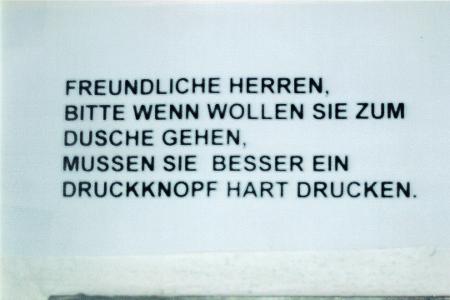 FREUNDLICHE HERREN,
BITTE WENN WOLLEN SIE ZUM
DUSCHE GEHEN,
MUSSEN SIE BESSER EIN
DRUCKKNOPF HART DRUCKEN.